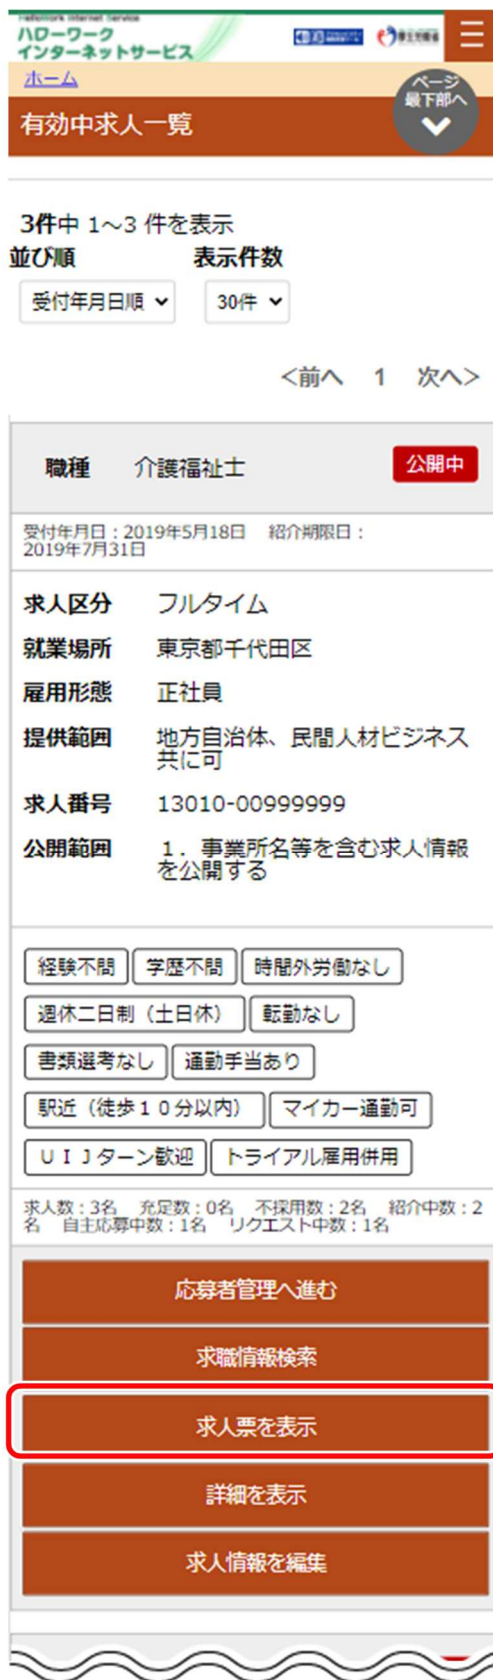 HelloWork Internet Service
ハローワーク
インターネットサービス
厚生労働省
ホーム
ページ
最下部へ
有効中求人一覧
3件中 1～3 件を表示
並び順 表示件数
受付年月日順 30件
<前へ 1 次へ>
職種 介護福祉士 公開中
受付年月日：2019年5月18日 紹介期限日：
2019年7月31日
求人区分 フルタイム
就業場所 東京都千代田区
雇用形態 正社員
提供範囲 地方自治体、民間人材ビジネス
共に可
求人番号 13010-00999999
公開範囲 １．事業所名等を含む求人情報
を公開する
経験不問 学歴不問 時間外労働なし
週休二日制（土日休） 転勤なし
書類選考なし 通勤手当あり
駅近（徒歩１０分以内） マイカー通勤可
ＵＩＪターン歓迎 トライアル雇用併用
求人数：3名 充足数：0名 不採用数：2名 紹介中数：2
名 自主応募中数：1名 リクエスト中数：1名
応募者管理へ進む
求職情報検索
求人票を表示
詳細を表示
求人情報を編集